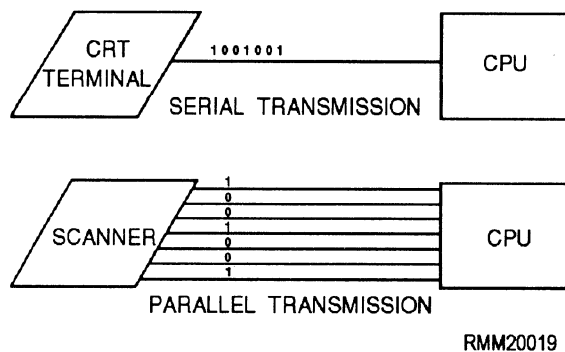 CRT
TERMINAL
1001001
CPU
SERIAL TRANSMISSION
1
0
0
1
0
0
1
SCANNER
CPU
PARALLEL TRANSMISSION
RMM20019